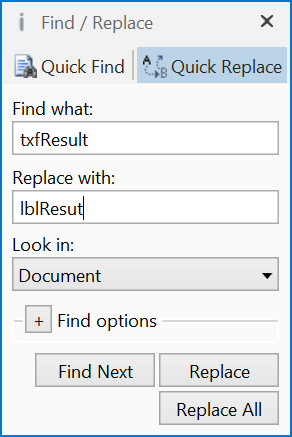 Find / Replace
Quick Find Quick Replace
Find what:
txfResult
Replace with:
lblResut
Look in:
Document
+ Find options
Find Next Replace
Replace All